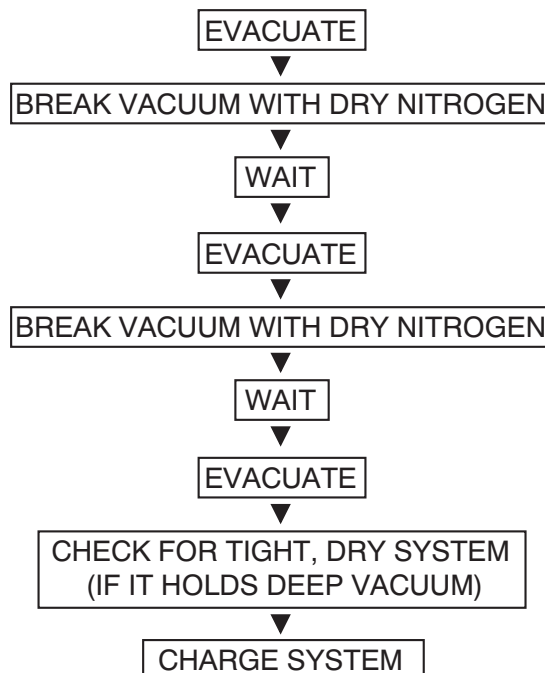 EVACUATE
BREAK VACUUM WITH DRY NITROGEN
WAIT
EVACUATE
BREAK VACUUM WITH DRY NITROGEN
WAIT
EVACUATE
CHECK FOR TIGHT, DRY SYSTEM
(IF IT HOLDS DEEP VACUUM)
CHARGE SYSTEM